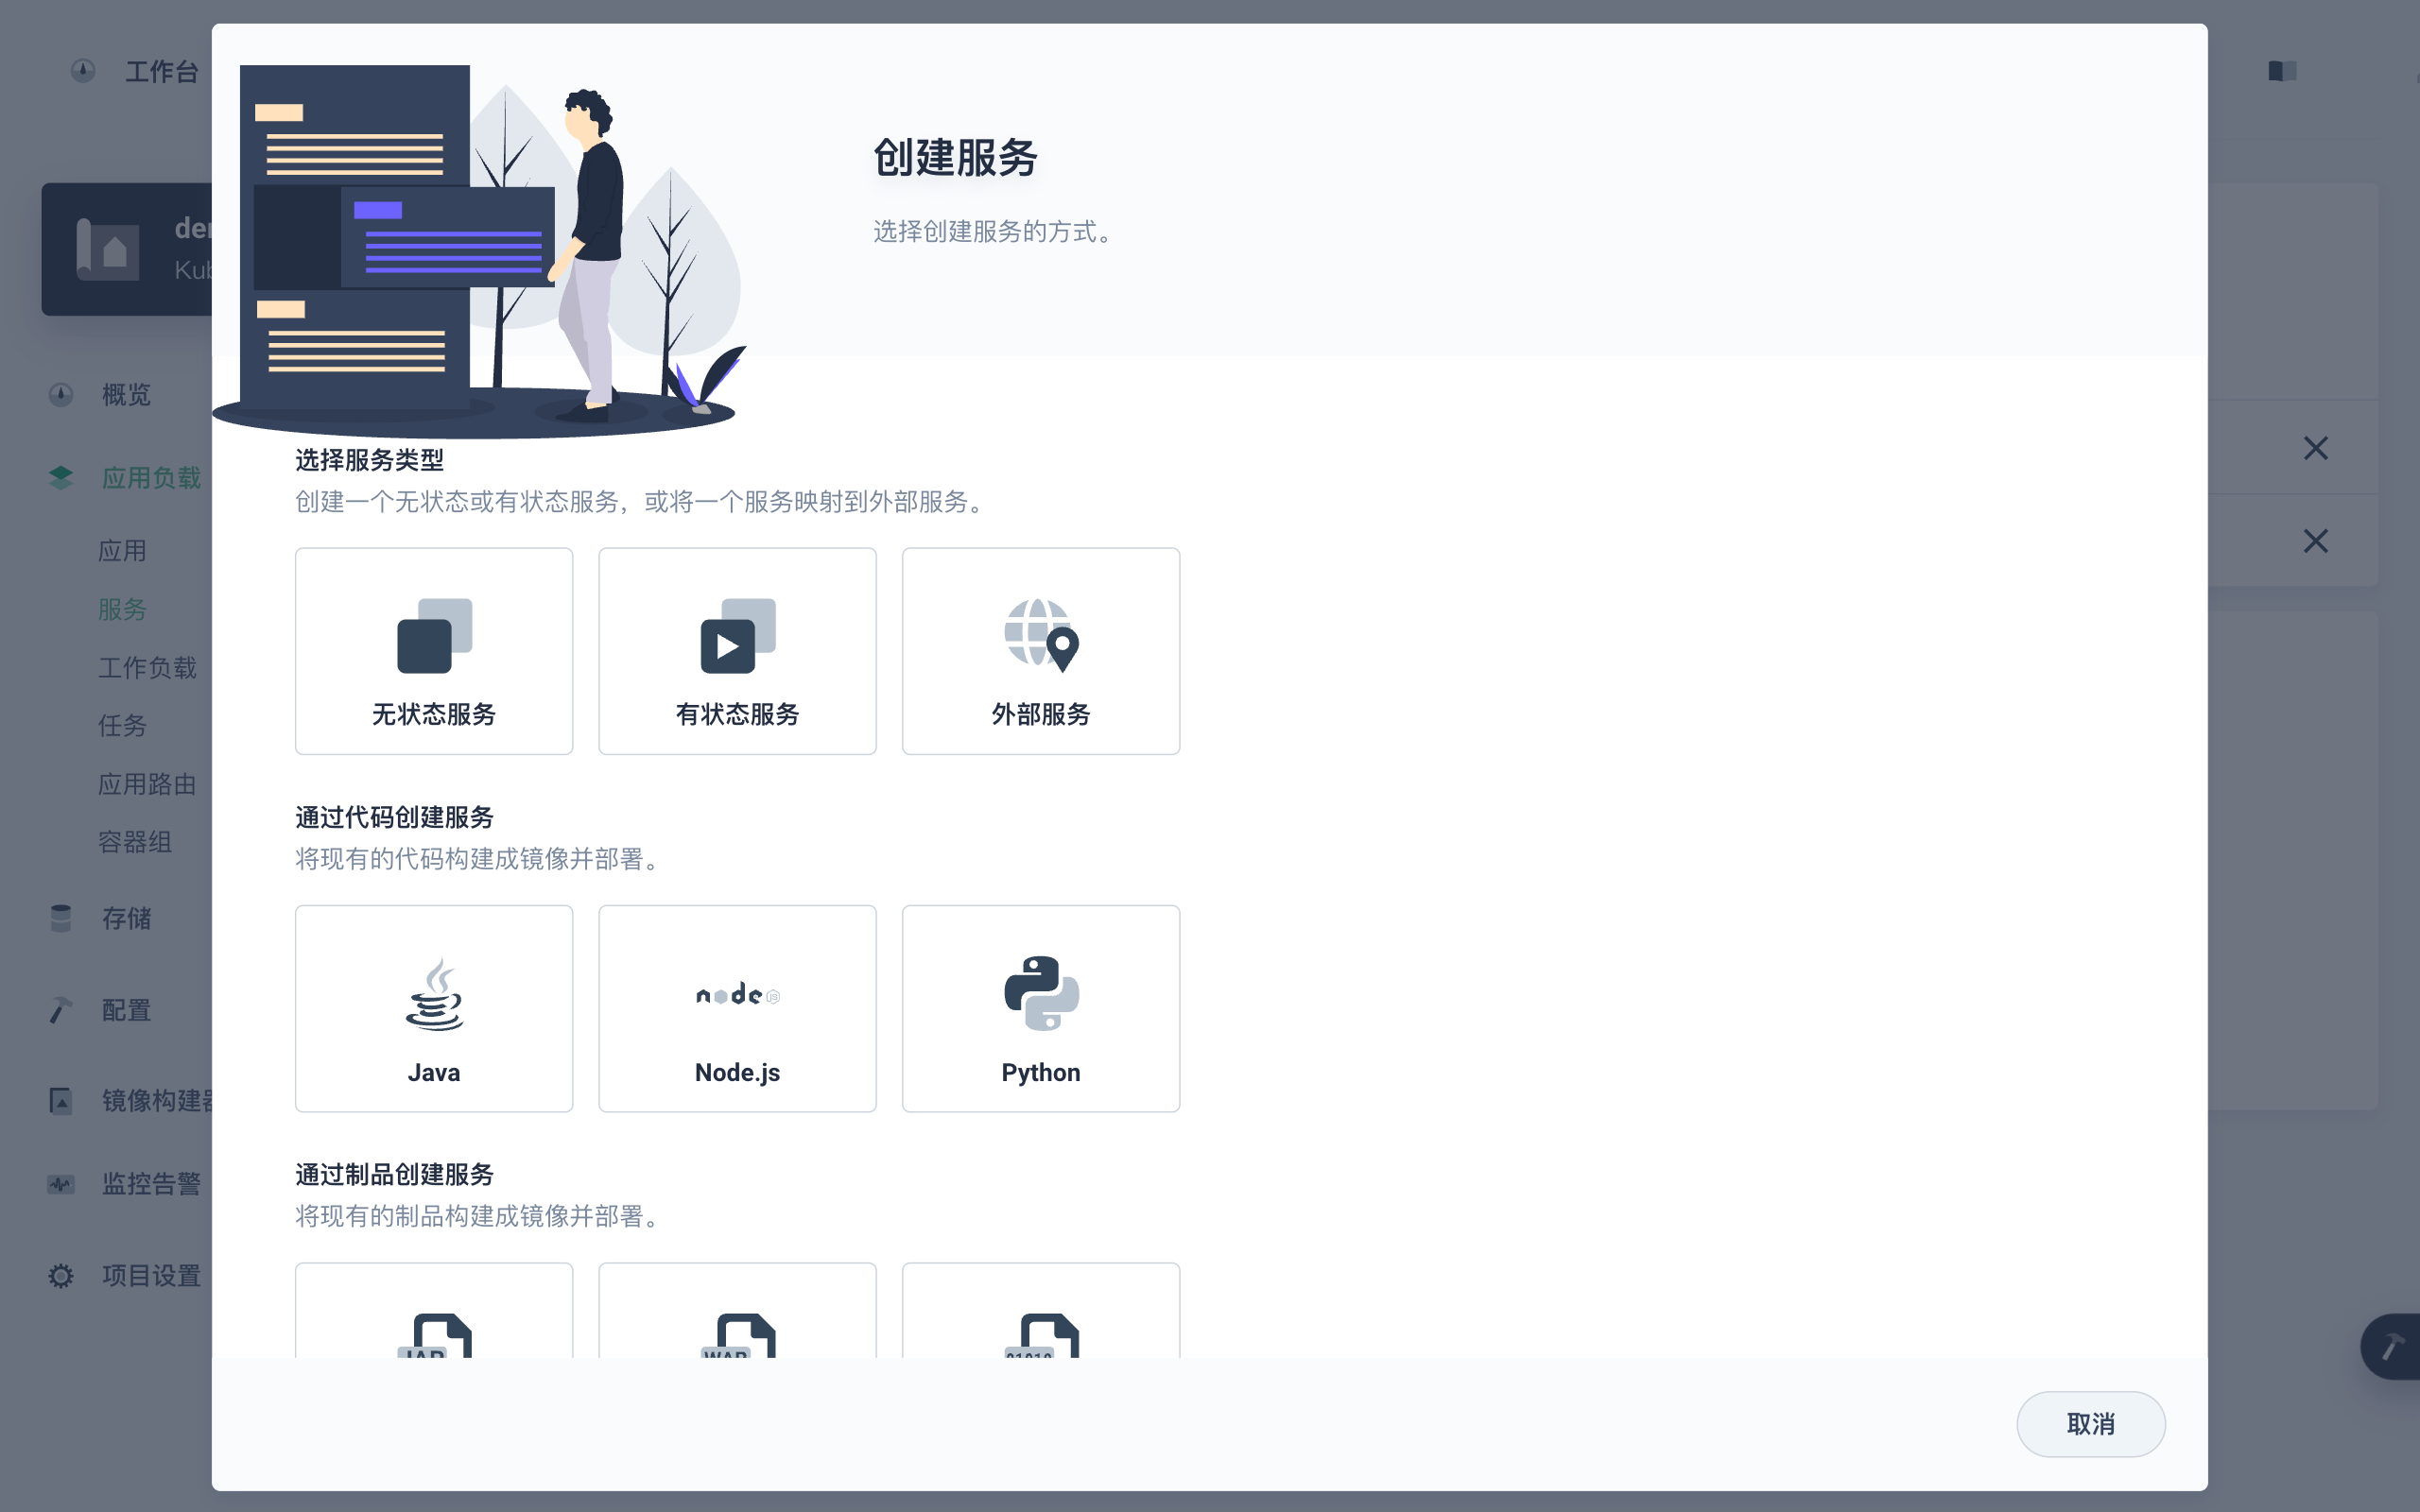 工作台
概览
应用负载
应用
服务
工作负载
任务
应用路由
容器组
存储
配置
镜像构建
监控告警
项目设置
创建服务
选择创建服务的方式。
选择服务类型
创建一个无状态或有状态服务，或将一个服务映射到外部服务。
无状态服务
有状态服务
外部服务
通过代码创建服务
将现有的代码构建成镜像并部署。
node JS
Java
Node.js
Python
通过制品创建服务
将现有的制品构建成镜像并部署。
JAR
WAR
01010
取消